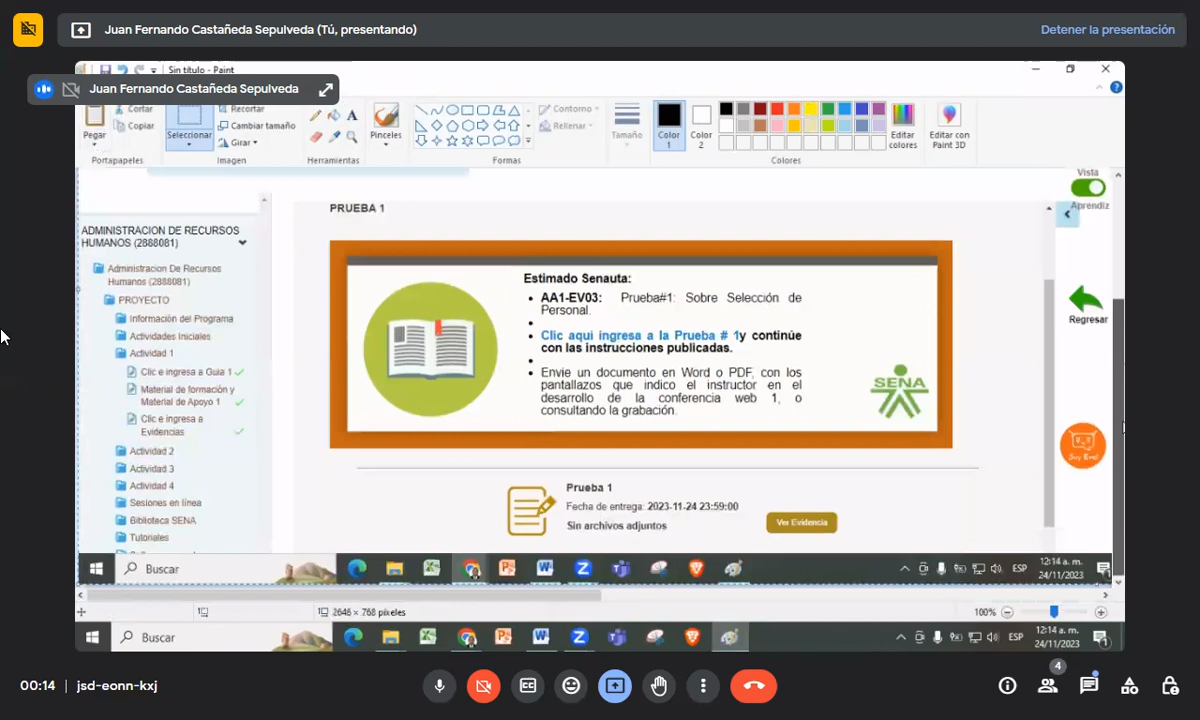 Juan Fernando Castañeda Sepulveda (Tú, presentando)
Detener la presentación
Sin título - Paint
Juan Fernando Castañeda Sepulveda
Pegar
Cortar
Copiar
Portapapeles
Seleccionar
Recortar
Cambiar tamaño
Girar
Imagen
A
Herramientas
Pinceles
Contorno
Rellenar
Formas
Tamaño
Color
1
Color
2
Editar
colores
Editar con
Paint 3D
Colores
Vista
Aprendiz
PRUEBA 1
ADMINISTRACION DE RECURSOS
HUMANOS (2888081)
Administracion De Recursos
Humanos (2888081)
PROYECTO
Información del Programa
Actividades Iniciales
Actividad 1
Clic e ingresa a Guia 1
Material de formación y
Material de Apoyo 1
Clic e ingresa a
Evidencias
Actividad 2
Actividad 3
Actividad 4
Sesiones en línea
Biblioteca SENA
Tutoriales
Estimado Senauta:
AA1-EV03: Prueba#1: Sobre Selección de
Personal.
Clic aqui ingresa a la Prueba # 1y continúe
con las instrucciones publicadas.
Envie un documento en Word o PDF, con los
pantallazos que indico el instructor en el
desarrollo de la conferencia web 1, o
consultando la grabación.
SENA
Regresar
Soy Eva!
Prueba 1
Fecha de entrega: 2023-11-24 23:59:00
Sin archivos adjuntos
Ver Evidencia
Buscar
ESP
12:14 a. m.
24/11/2023
2646 × 768 píxeles
100%
Buscar
ESP
12:14 a. m.
24/11/2023
1
00:14 | jsd-eonn-kxj
4